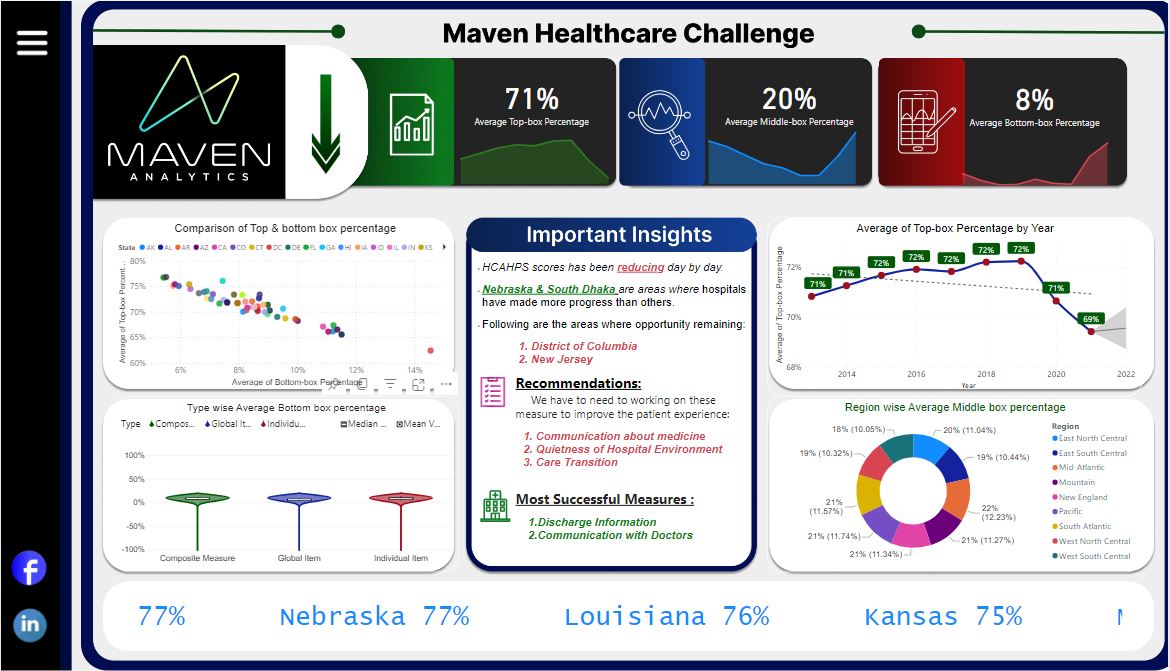 Maven Healthcare Challenge
MAVEN
ANALYTICS
71%
Average Top-box Percentage
20%
Average Middle-box Percentage
8%
Average Bottom-box Percentage
Comparison of Top & bottom box percentage
State AK AL AR AZ CA CO CT DC DE FL GA HI IA ID IL IN KS
Average of Top-box Percent...
80%
75%
70%
65%
60%
6%
8%
10%
12%
14%
Average of Bottom-box Percentage
Type wise Average Bottom box percentage
Type Compos... Global It... Individu... Median ... Mean V...
100%
50%
0%
-50%
-100%
Composite Measure
Global Item
Individual Item
Important Insights
HCAHPS scores has been reducing day by day.
Nebraska & South Dhaka are areas where hospitals
have made more progress than others.
Following are the areas where opportunity remaining:
1. District of Columbia
2. New Jersey
Recommendations:
We have to need to working on these
measure to improve the patient experience:
1. Communication about medicine
2. Quietness of Hospital Environment
3. Care Transition
Most Successful Measures :
1.Discharge Information
2.Communication with Doctors
Average of Top-box Percentage by Year
Average of Top-box Percentage
72%
70%
68%
71%
71%
72%
72%
72%
72%
72%
71%
69%
2014
2016
2018
2020
2022
Year
Region wise Average Middle box percentage
20% (11.04%)
19% (10.44%)
22%
(12.23%)
21% (11.27%)
21% (11.34%)
21% (11.74%)
21%
(11.57%)
19% (10.32%)
18% (10.05%)
Region
East North Central
East South Central
Mid-Atlantic
Mountain
New England
Pacific
South Atlantic
West North Central
West South Central
f
in
77% Nebraska 77% Louisiana 76% Kansas 75%